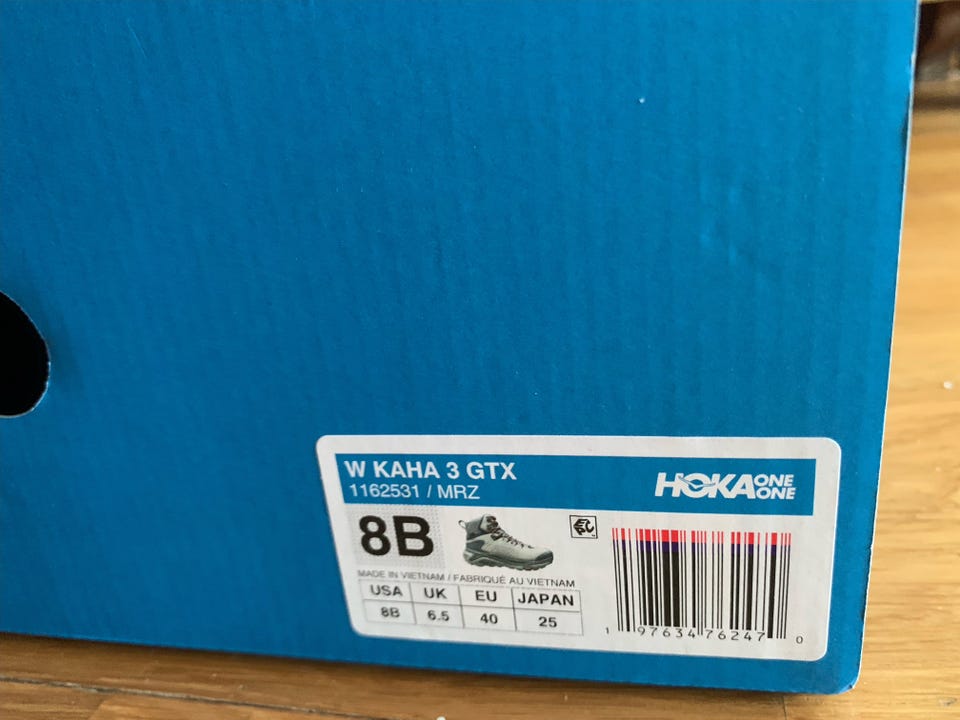 W KAHA 3 GTX
1162531 / MRZ
HOKA ONE ONE
8B
EPC
MADE IN VIETNAM / FABRIQUÉ AU VIETNAM
USA UK EU JAPAN
8B 6.5 40 25
1 97634 76247 0